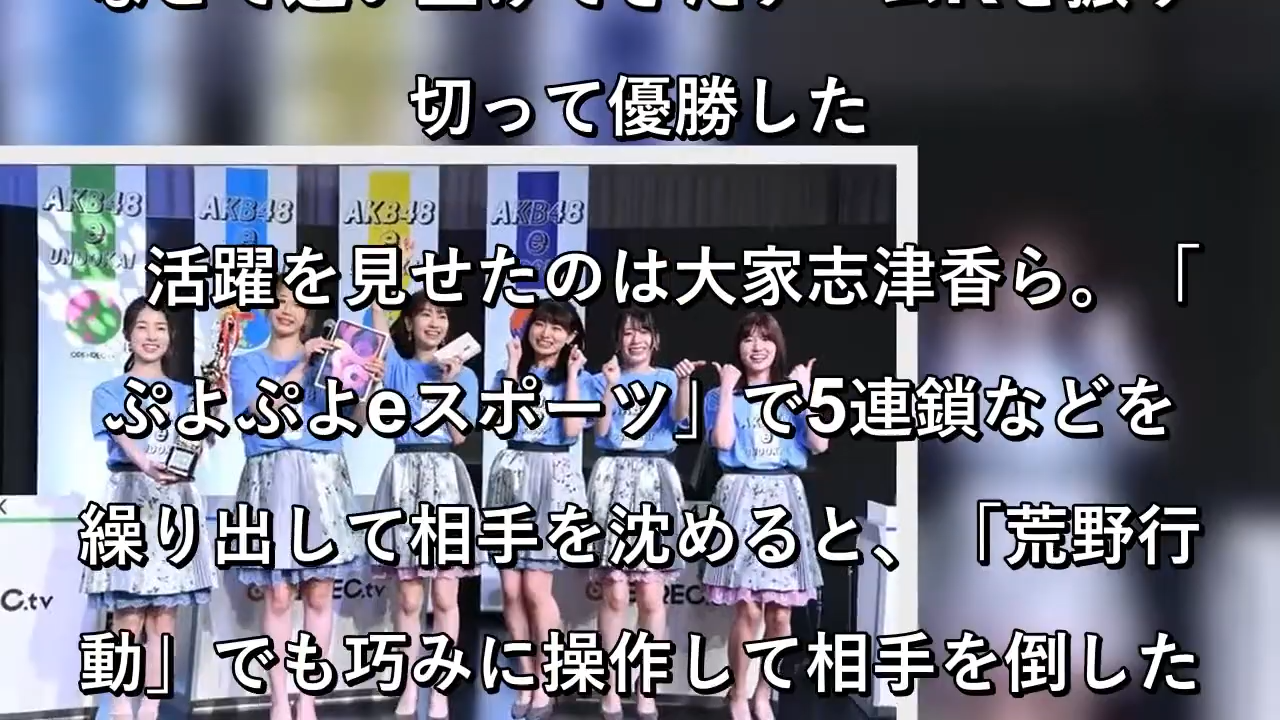 切って優勝した
AKB48 AKB48 AKB48 AKB48
e e e e
UNDOKAI
活躍を見せたのは大家志津香ら。「
ぷよぷよeスポーツ」で5連鎖などを
繰り出して相手を沈めると、「荒野行
動」でも巧みに操作して相手を倒した